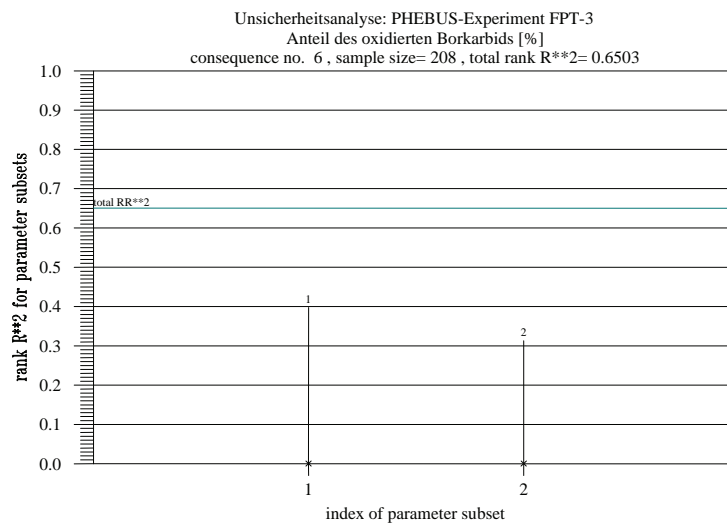 Unsicherheitsanalyse: PHEBUS-Experiment FPT-3
Anteil des oxidierten Borkarbids [%]
consequence no.  6 , sample size= 208 , total rank R**2= 0.6503
1.0
0.9
0.8
0.7
total RR**2
0.6
0.5
0.4
1
0.3
2
0.2
0.1
0.0
rank R**2 for parameter subsets
1
2
index of parameter subset